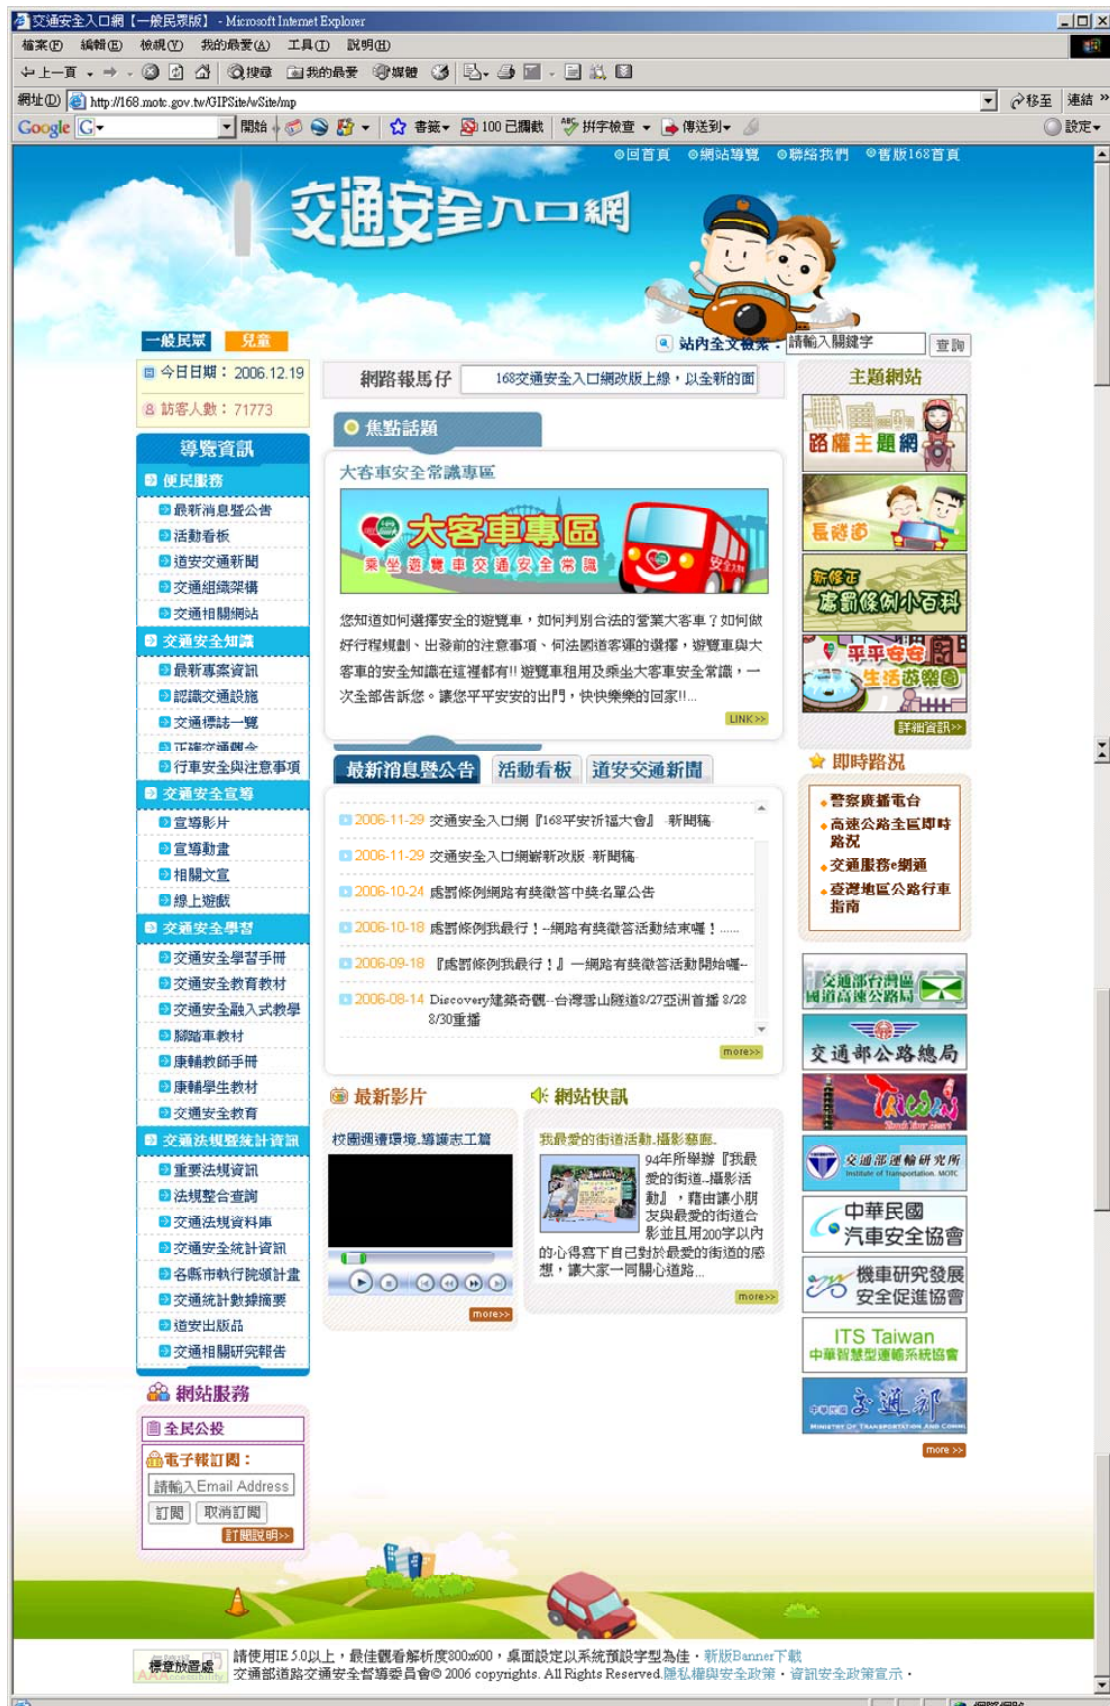 交通安全入口網【一般民眾版】 - Microsoft Internet Explorer
檔案(F) 編輯(E) 檢視(V) 我的最愛(A) 工具(T) 說明(H)
上一頁 搜尋 我的最愛 媒體
網址(D) http://168.motc.gov.tw/GIPSite/wSite/mp 移至 連結 »
Google 開始 書籤 100 已攔截 拼字檢查 傳送到 設定
回首頁 網站導覽 聯絡我們 舊版168首頁
交通安全入口網
一般民眾 兒童
站內全文檢索： 請輸入關鍵字 查詢
今日日期：2006.12.19
訪客人數：71773
導覽資訊
便民服務
最新消息暨公告
活動看板
道安交通新聞
交通組織架構
交通相關網站
交通安全知識
最新專案資訊
認識交通設施
交通標誌一覽
正確交通觀念
行車安全與注意事項
交通安全宣導
宣導影片
宣導動畫
相關文宣
線上遊戲
交通安全學習
交通安全學習手冊
交通安全教育教材
交通安全融入式教學
腳踏車教材
康輔教師手冊
康輔學生教材
交通安全教育
交通法規暨統計資訊
重要法規資訊
法規整合查詢
交通法規資料庫
交通安全統計資訊
各縣市執行院頒計畫
交通統計數據摘要
道安出版品
交通相關研究報告
網站服務
全民公投
電子報訂閱：
請輸入Email Address
訂閱 取消訂閱
訂閱說明>>
網路報馬仔 168交通安全入口網改版上線，以全新的面
焦點話題
大客車安全常識專區
大客車專區
乘坐遊覽車交通安全常識
您知道如何選擇安全的遊覽車，如何判別合法的營業大客車？如何做
好行程規劃、出發前的注意事項、何法國道客運的選擇，遊覽車與大
客車的安全知識在這裡都有!! 遊覽車租用及乘坐大客車安全常識，一
次全部告訴您。讓您平平安安的出門，快快樂樂的回家!!...
LINK>>
最新消息暨公告 活動看板 道安交通新聞
2006-11-29 交通安全入口網『168平安祈福大會』 -新聞稿-
2006-11-29 交通安全入口網嶄新改版 -新聞稿-
2006-10-24 處罰條例網路有獎徵答中獎名單公告
2006-10-18 處罰條例我最行！--網路有獎徵答活動結束囉！......
2006-09-18 『處罰條例我最行！』—網路有獎徵答活動開始囉--
2006-08-14 Discovery建築奇觀--台灣雪山隧道8/27亞洲首播 8/28
8/30重播
more>>
最新影片
校園週遭環境-導護志工篇
more>>
網站快訊
我最愛的街道活動-攝影藝廊-
94年所舉辦『我最
愛的街道--攝影活
動』，藉由讓小朋
友與最愛的街道合
影並且用200字以內
的心得寫下自己對於最愛的街道的感
想，讓大家一同關心道路...
more>>
主題網站
路權主題網
長隧道
新修正
處罰條例小百科
平平安安
生活遊樂園
詳細資訊>>
即時路況
警察廣播電台
高速公路全區即時
路況
交通服務e網通
臺灣地區公路行車
指南
交通部台灣區
國道高速公路局
交通部公路總局
Taiwan
Touch Your Heart
交通部運輸研究所
Institute of Transportation. MOTC
中華民國
汽車安全協會
機車研究發展
安全促進協會
ITS Taiwan
中華智慧型運輸系統協會
中華民國 交通部
MINISTRY OF TRANSPORTATION AND COMMU
more >>
標章放置處
請使用IE 5.0以上，最佳觀看解析度800x600，桌面設定以系統預設字型為佳・新版Banner下載
交通部道路交通安全督導委員會© 2006 copyrights. All Rights Reserved.隱私權與安全政策・資訊安全政策宣示・